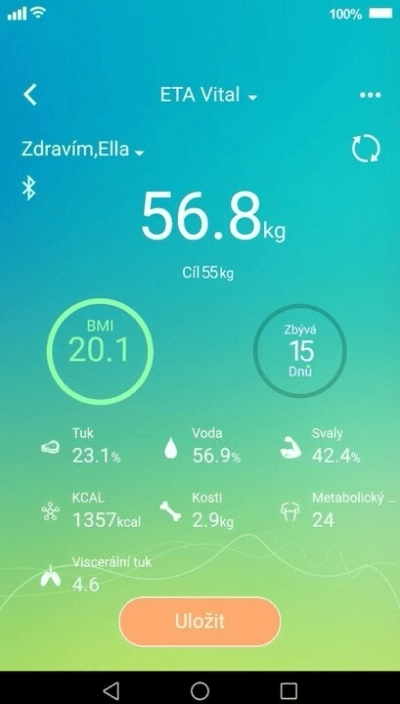 100%
ETA Vital
Zdravím,Ella
56.8kg
Cíl 55kg
BMI
20.1
Zbývá
15
Dnů
Tuk
23.1%
Voda
56.9%
Svaly
42.4%
KCAL
1357kcal
Kosti
2.9kg
Metabolický ...
24
Viscerální tuk
4.6
Uložit